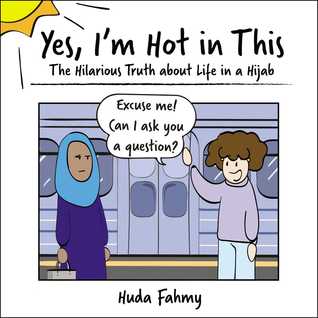 Yes, I'm Hot in This
The Hilarious Truth about Life in a Hijab
Excuse me!
Can I ask you
a question?
Huda Fahmy